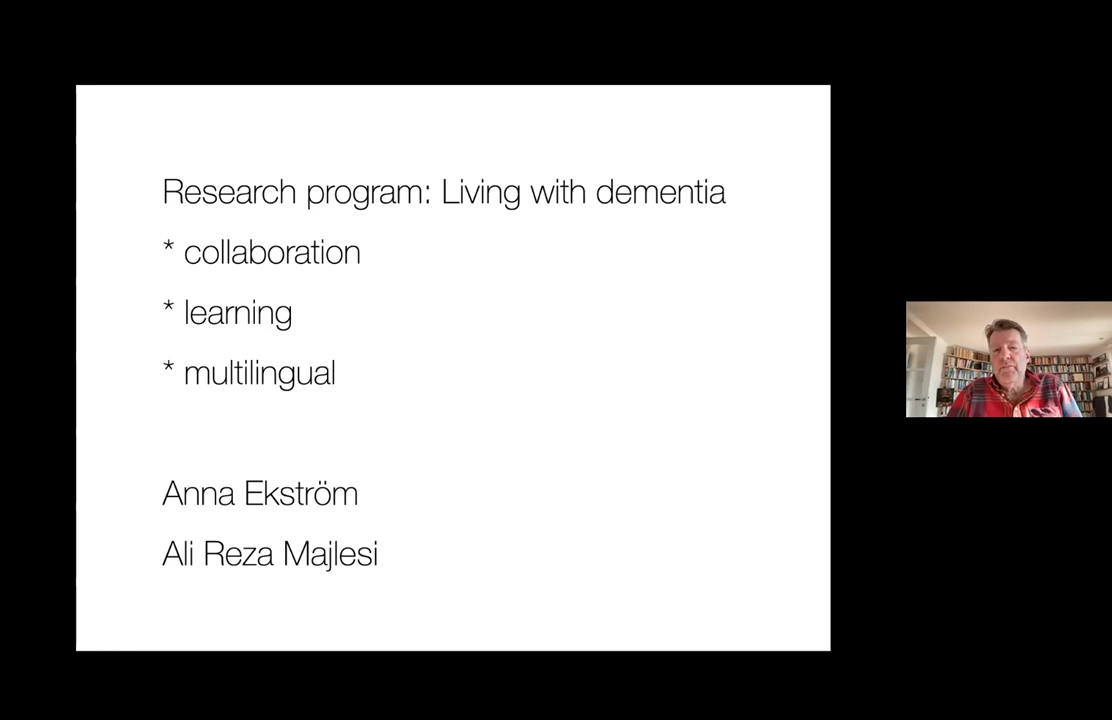 Research program: Living with dementia
* collaboration
* learning
* multilingual
Anna Ekström
Ali Reza Majlesi